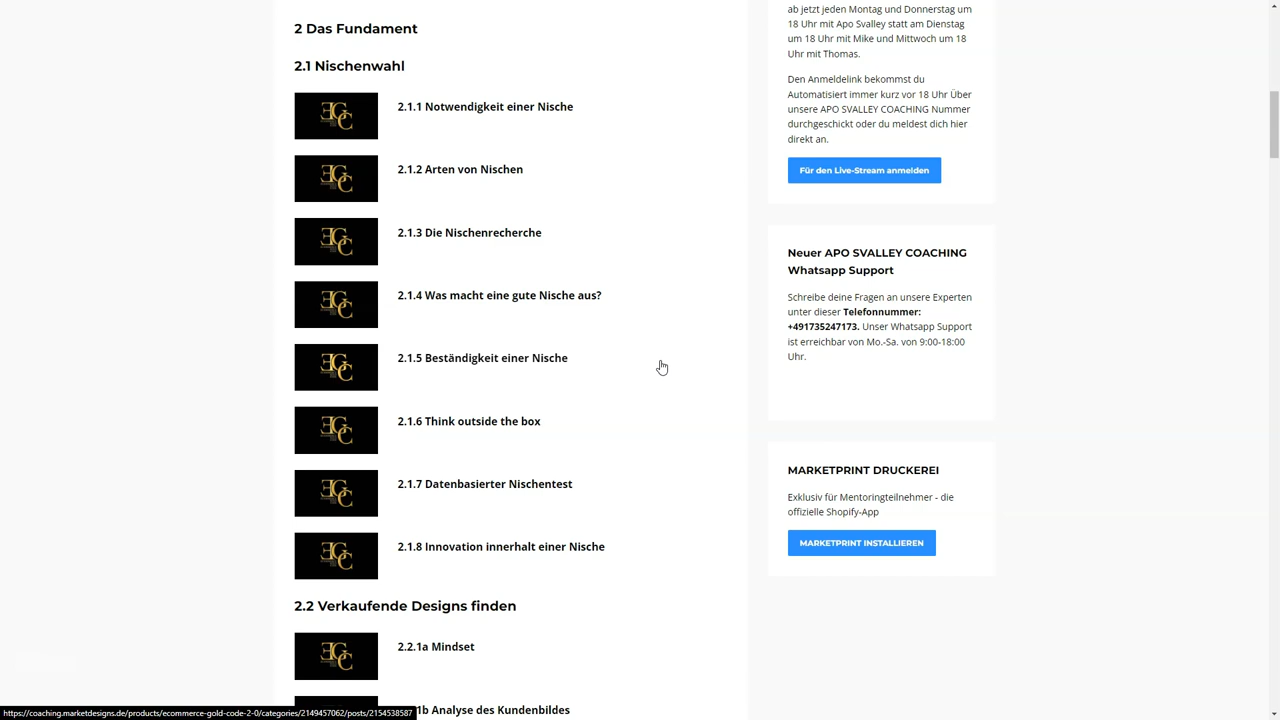 2 Das Fundament
2.1 Nischenwahl
2.1.1 Notwendigkeit einer Nische
2.1.2 Arten von Nischen
2.1.3 Die Nischenrecherche
2.1.4 Was macht eine gute Nische aus?
2.1.5 Beständigkeit einer Nische
2.1.6 Think outside the box
2.1.7 Datenbasierter Nischentest
2.1.8 Innovation innerhalt einer Nische
2.2 Verkaufende Designs finden
2.2.1a Mindset
1b Analyse des Kundenbildes
ab jetzt jeden Montag und Donnerstag um
18 Uhr mit Apo Svalley statt am Dienstag
um 18 Uhr mit Mike und Mittwoch um 18
Uhr mit Thomas.
Den Anmeldelink bekommst du
Automatisiert immer kurz vor 18 Uhr Über
unsere APO SVALLEY COACHING Nummer
durchgeschickt oder du meldest dich hier
direkt an.
Für den Live-Stream anmelden
Neuer APO SVALLEY COACHING
Whatsapp Support
Schreibe deine Fragen an unsere Experten
unter dieser Telefonnummer:
+491735247173. Unser Whatsapp Support
ist erreichbar von Mo.-Sa. von 9:00-18:00
Uhr.
MARKETPRINT DRUCKEREI
Exklusiv für Mentoringteilnehmer - die
offizielle Shopify-App
MARKETPRINT INSTALLIEREN
https://coaching.marketdesigns.de/products/ecommerce-gold-code-2-0/categories/2149457062/posts/2154538587